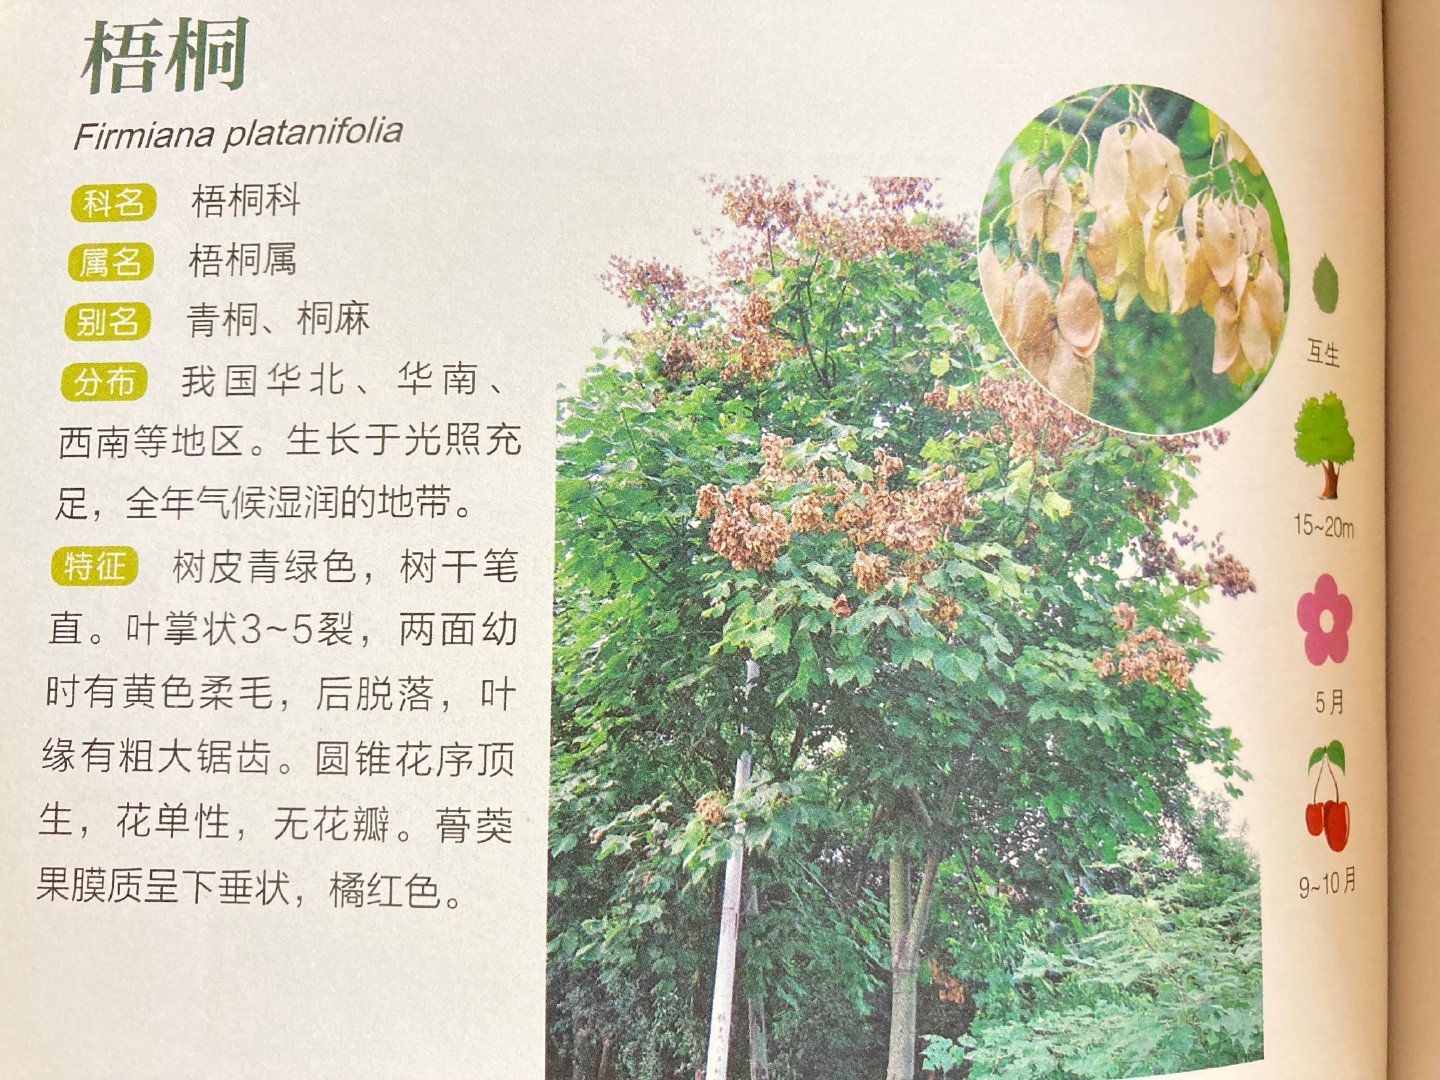 梧桐
Firmiana platanifolia
科名 梧桐科
属名 梧桐属
别名 青桐、桐麻
分布 我国华北、华南、
西南等地区。生长于光照充
足，全年气候湿润的地带。
特征 树皮青绿色，树干笔
直。叶掌状3~5裂，两面幼
时有黄色柔毛，后脱落，叶
缘有粗大锯齿。圆锥花序顶
生，花单性，无花瓣。蓇葖
果膜质呈下垂状，橘红色。
互生
15~20m
5月
9~10月